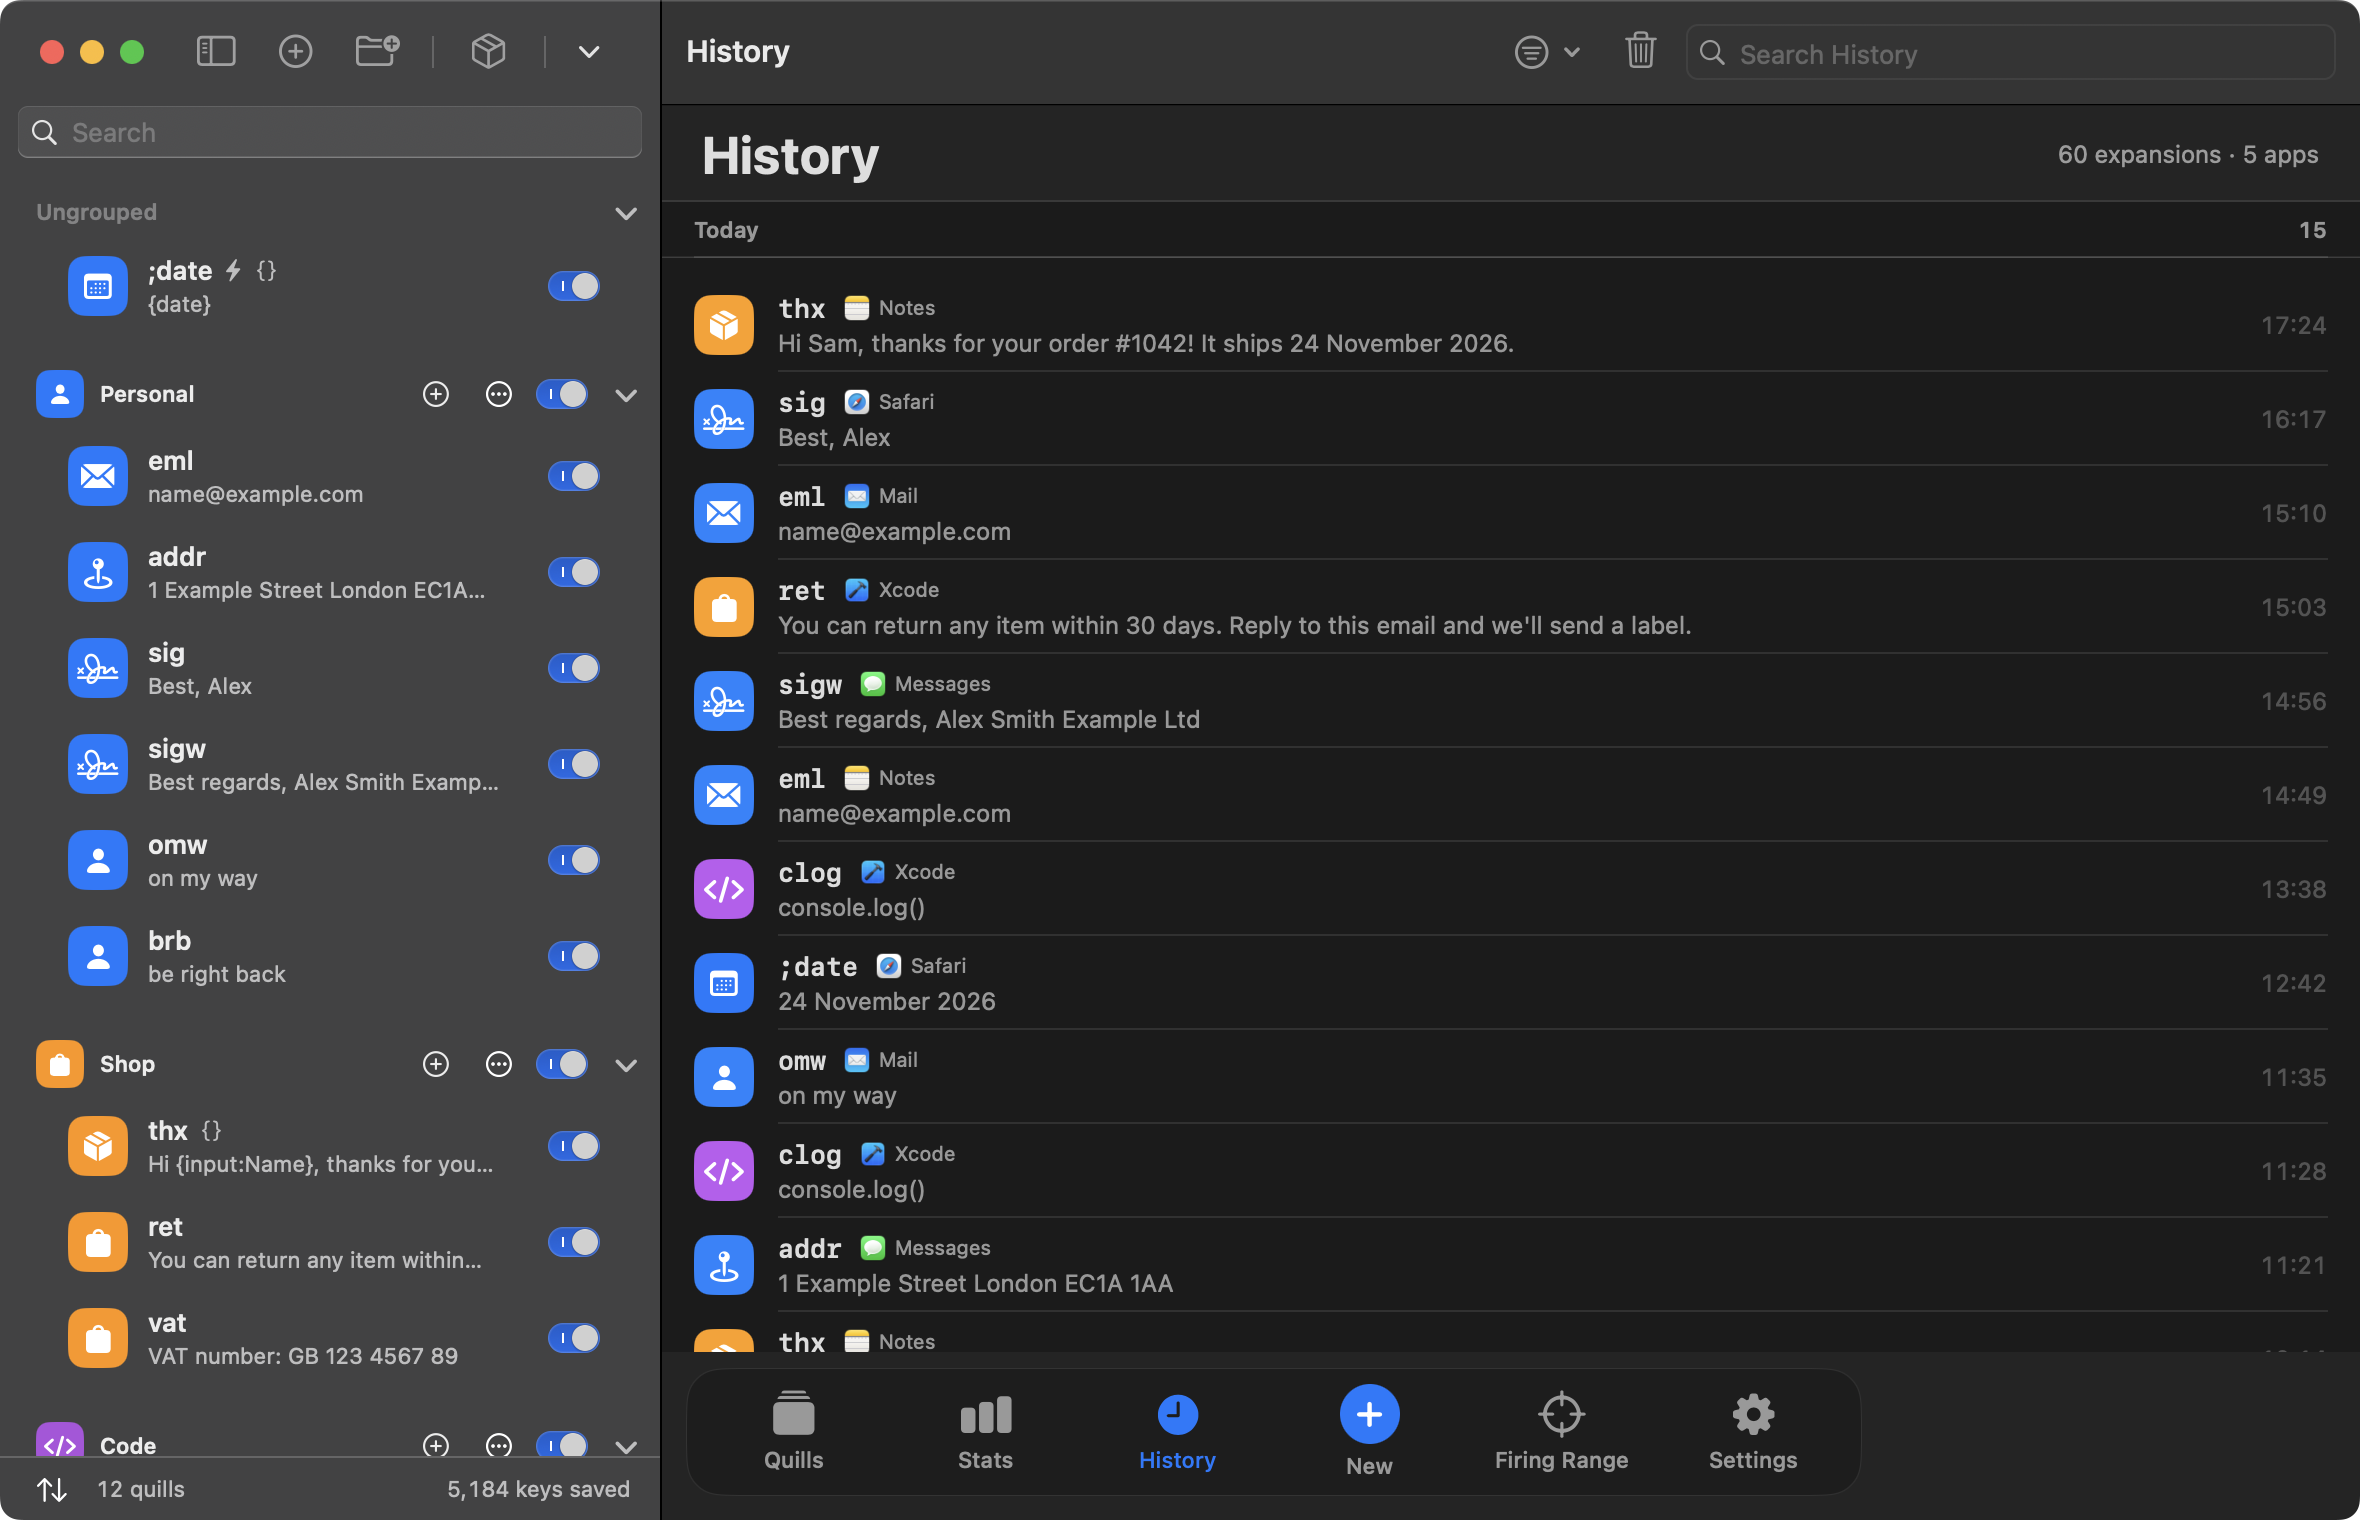 Search
Ungrouped
;date {}
{date}
Personal
eml
name@example.com
addr
1 Example Street London EC1A...
sig
Best, Alex
sigw
Best regards, Alex Smith Examp...
omw
on my way
brb
be right back
Shop
thx {}
Hi {input:Name}, thanks for you...
ret
You can return any item within...
vat
VAT number: GB 123 4567 89
Code
12 quills
5,184 keys saved
History
Search History
History
60 expansions · 5 apps
Today
15
thx Notes
Hi Sam, thanks for your order #1042! It ships 24 November 2026.
17:24
sig Safari
Best, Alex
16:17
eml Mail
name@example.com
15:10
ret Xcode
You can return any item within 30 days. Reply to this email and we'll send a label.
15:03
sigw Messages
Best regards, Alex Smith Example Ltd
14:56
eml Notes
name@example.com
14:49
clog Xcode
console.log()
13:38
;date Safari
24 November 2026
12:42
omw Mail
on my way
11:35
clog Xcode
console.log()
11:28
addr Messages
1 Example Street London EC1A 1AA
11:21
thx Notes
Quills
Stats
History
New
Firing Range
Settings